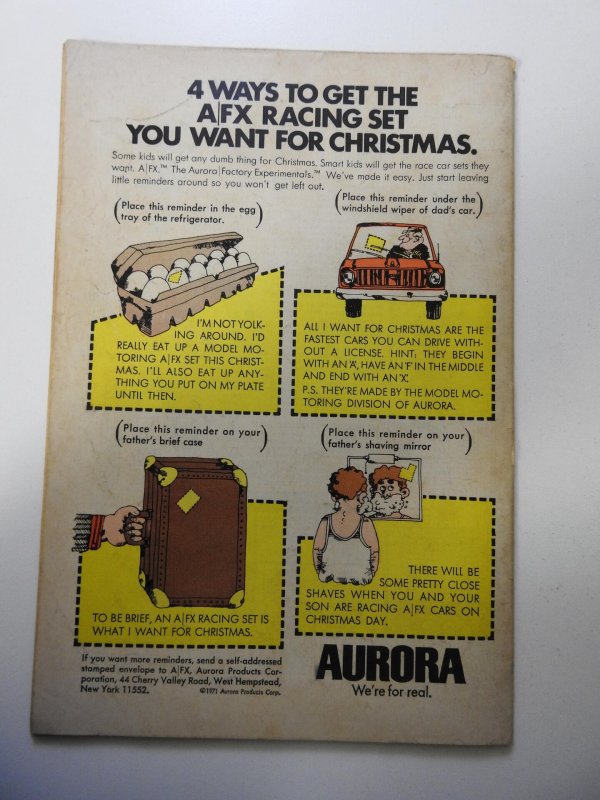 4 WAYS TO GET THE
A|FX RACING SET
YOU WANT FOR CHRISTMAS.
Some kids will get any dumb thing for Christmas. Smart kids will get the race car sets they
want. A|FX.™ The Aurora|Factory Experimentals.™ We've made it easy. Just start leaving
little reminders around so you won't get left out.
(Place this reminder in the egg
tray of the refrigerator.)
I'M NOT YOLK-
ING AROUND. I'D
REALLY EAT UP A MODEL MO-
TORING A|FX SET THIS CHRIST-
MAS. I'LL ALSO EAT UP ANY-
THING YOU PUT ON MY PLATE
UNTIL THEN.
(Place this reminder under the
windshield wiper of dad's car.)
ALL I WANT FOR CHRISTMAS ARE THE
FASTEST CARS YOU CAN DRIVE WITH-
OUT A LICENSE. HINT: THEY BEGIN
WITH AN 'A', HAVE AN 'F' IN THE MIDDLE
AND END WITH AN 'X'.
P.S. THEY'RE MADE BY THE MODEL MO-
TORING DIVISION OF AURORA.
(Place this reminder on your
father's brief case)
TO BE BRIEF, AN A|FX RACING SET IS
WHAT I WANT FOR CHRISTMAS.
(Place this reminder on your
father's shaving mirror)
THERE WILL BE
SOME PRETTY CLOSE
SHAVES WHEN YOU AND YOUR
SON ARE RACING A|FX CARS ON
CHRISTMAS DAY.
If you want more reminders, send a self-addressed
stamped envelope to A|FX, Aurora Products Cor-
poration, 44 Cherry Valley Road, West Hempstead,
New York 11552. ©1971 Aurora Products Corp.
AURORA
We're for real.